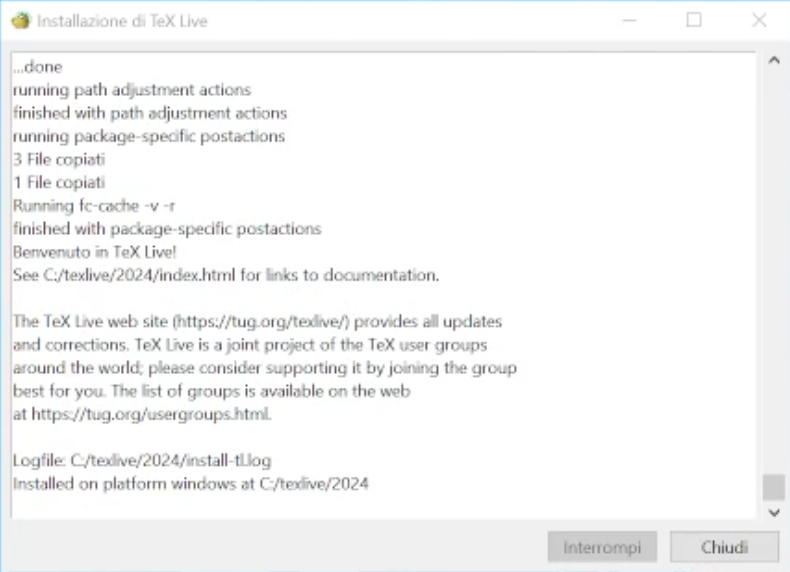 Installazione di TeX Live
...done
running path adjustment actions
finished with path adjustment actions
running package-specific postactions
3 File copiati
1 File copiati
Running fc-cache -v -r
finished with package-specific postactions
Benvenuto in TeX Live!
See C:/texlive/2024/index.html for links to documentation.
The TeX Live web site (https://tug.org/texlive/) provides all updates
and corrections. TeX Live is a joint project of the TeX user groups
around the world; please consider supporting it by joining the group
best for you. The list of groups is available on the web
at https://tug.org/usergroups.html.
Logfile: C:/texlive/2024/install-tl.log
Installed on platform windows at C:/texlive/2024
Interrompi Chiudi